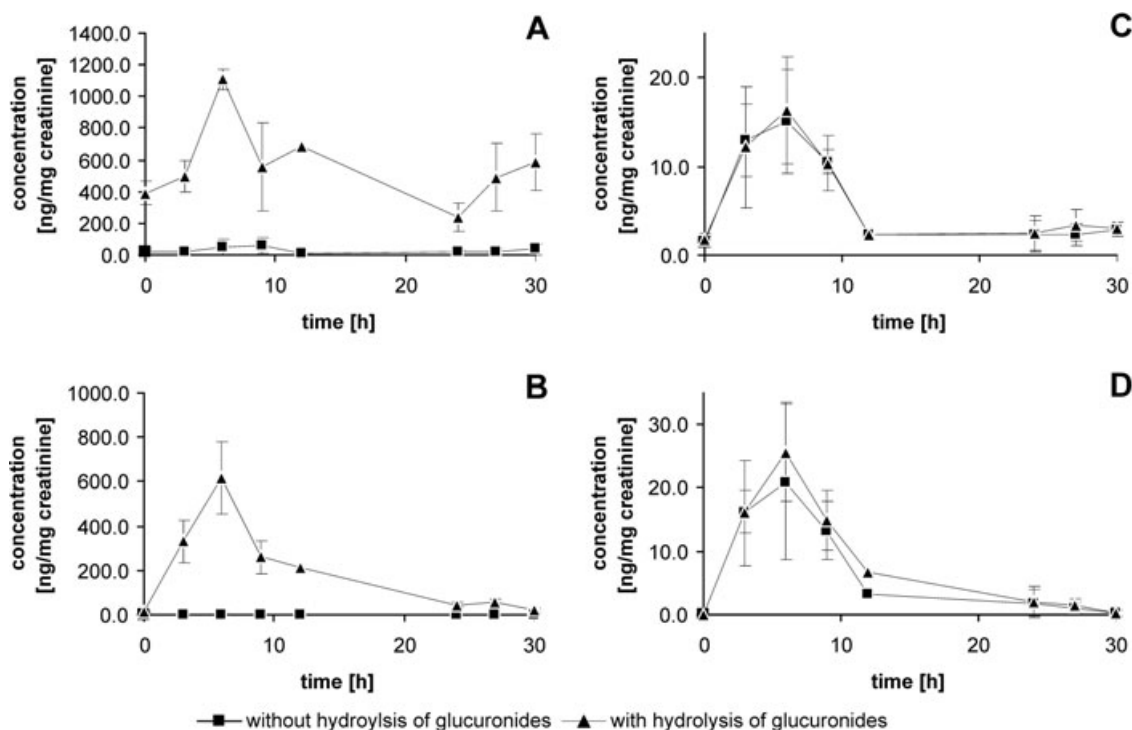 A
concentration
[ng/mg creatinine]
1400.0
1200.0
1000.0
800.0
600.0
400.0
200.0
0.0
0 10 20 30
time [h]
C
concentration
[ng/mg creatinine]
20.0
10.0
0.0
0 10 20 30
time [h]
B
concentration
[ng/mg creatinine]
1000.0
800.0
600.0
400.0
200.0
0.0
0 10 20 30
time [h]
D
concentration
[ng/mg creatinine]
30.0
20.0
10.0
0.0
0 10 20 30
time [h]
without hydroylsis of glucuronides with hydrolysis of glucuronides